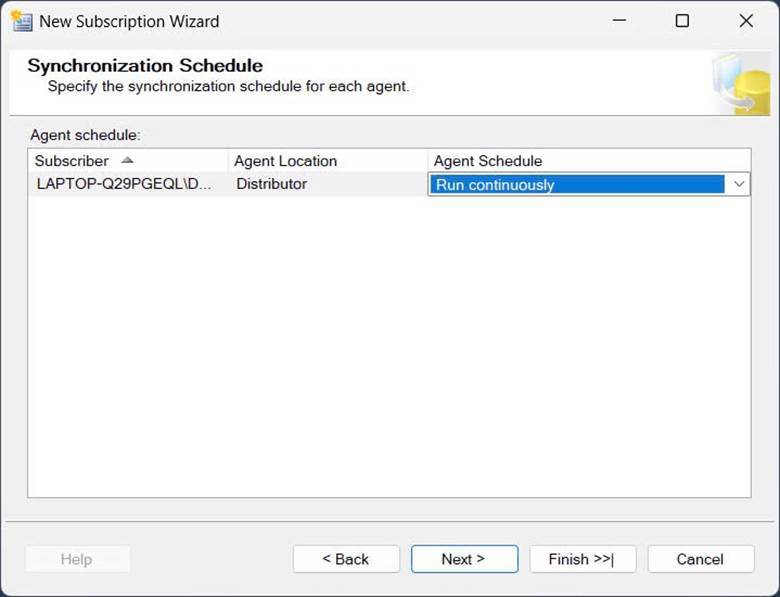 New Subscription Wizard
Synchronization Schedule
Specify the synchronization schedule for each agent.
Agent schedule:
Subscriber Agent Location Agent Schedule
LAPTOP-Q29PGEQL\D... Distributor Run continuously
Help < Back Next > Finish >>| Cancel